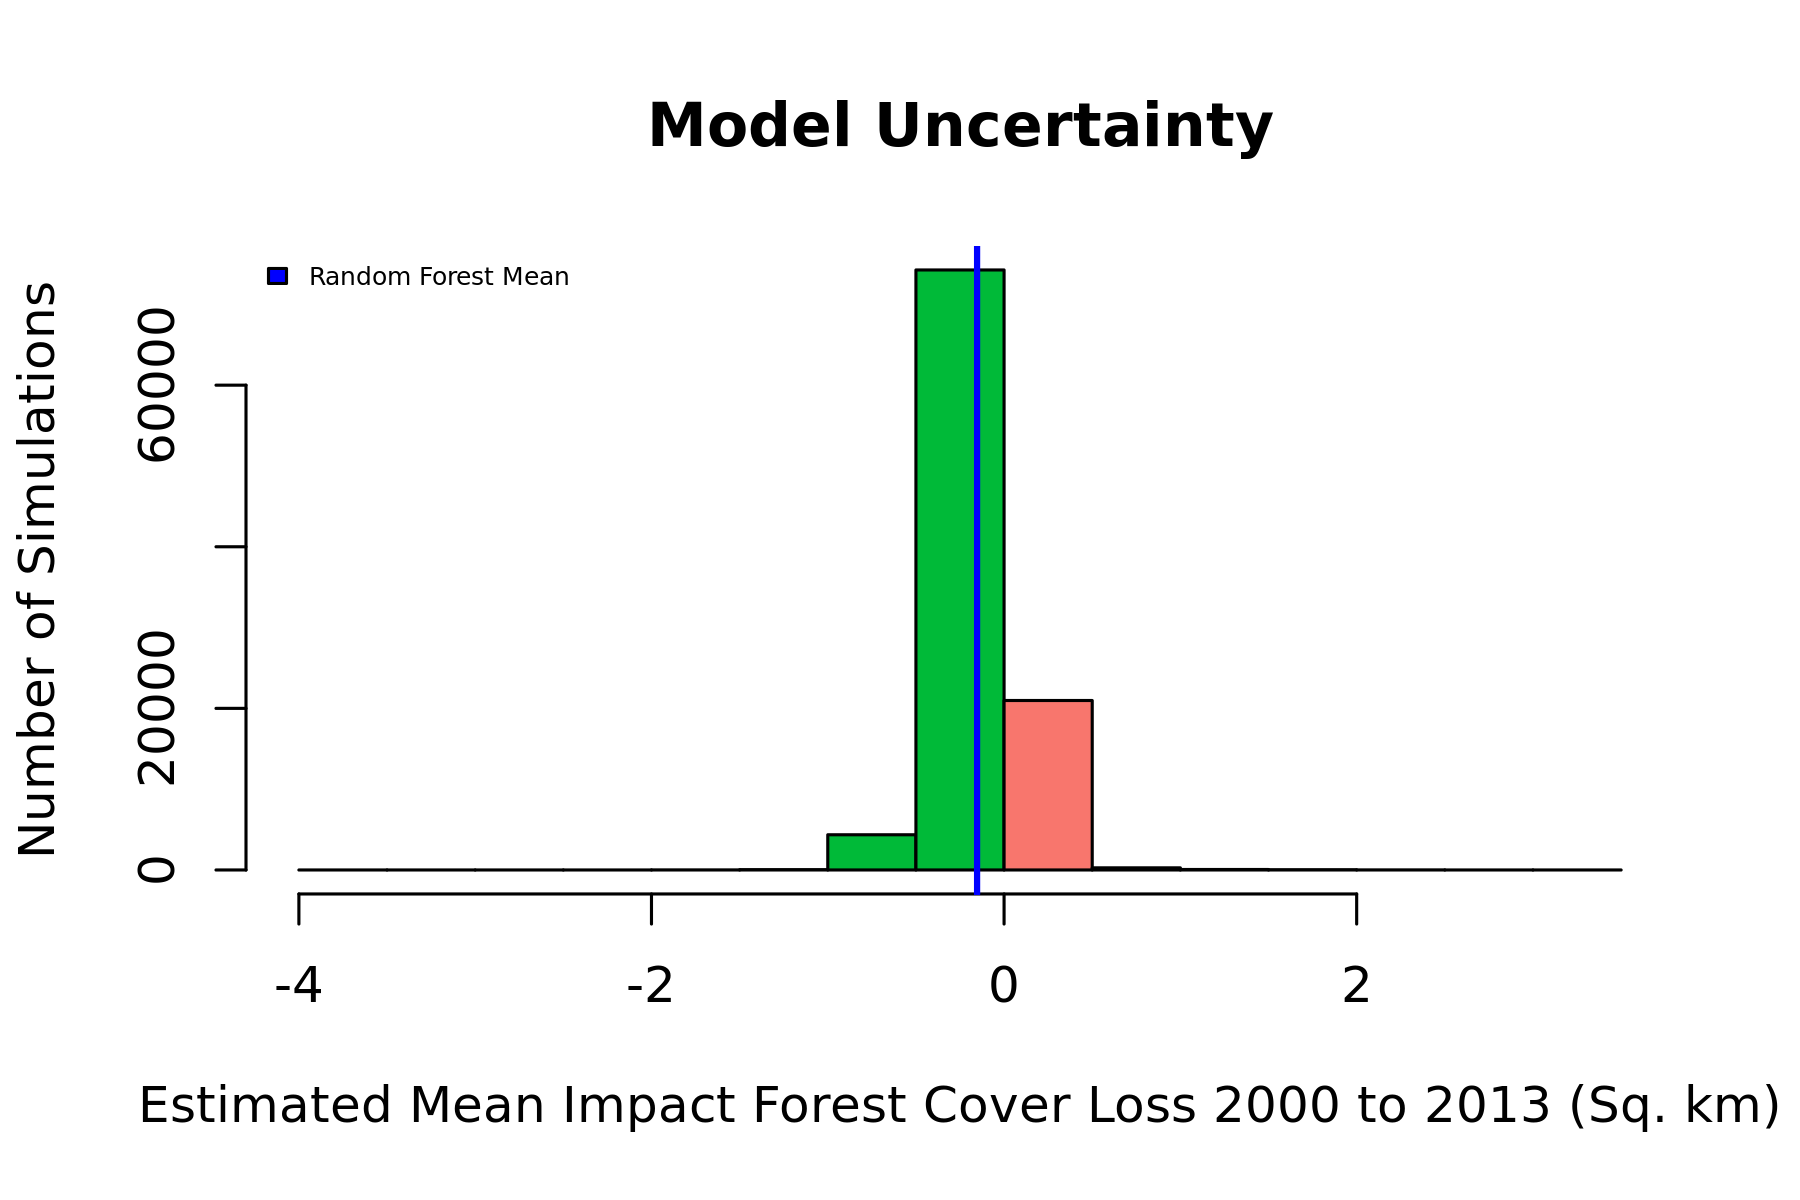 Model Uncertainty
Random Forest Mean
Number of Simulations
60000
20000
0
-4 -2 0 2
Estimated Mean Impact Forest Cover Loss 2000 to 2013 (Sq. km)